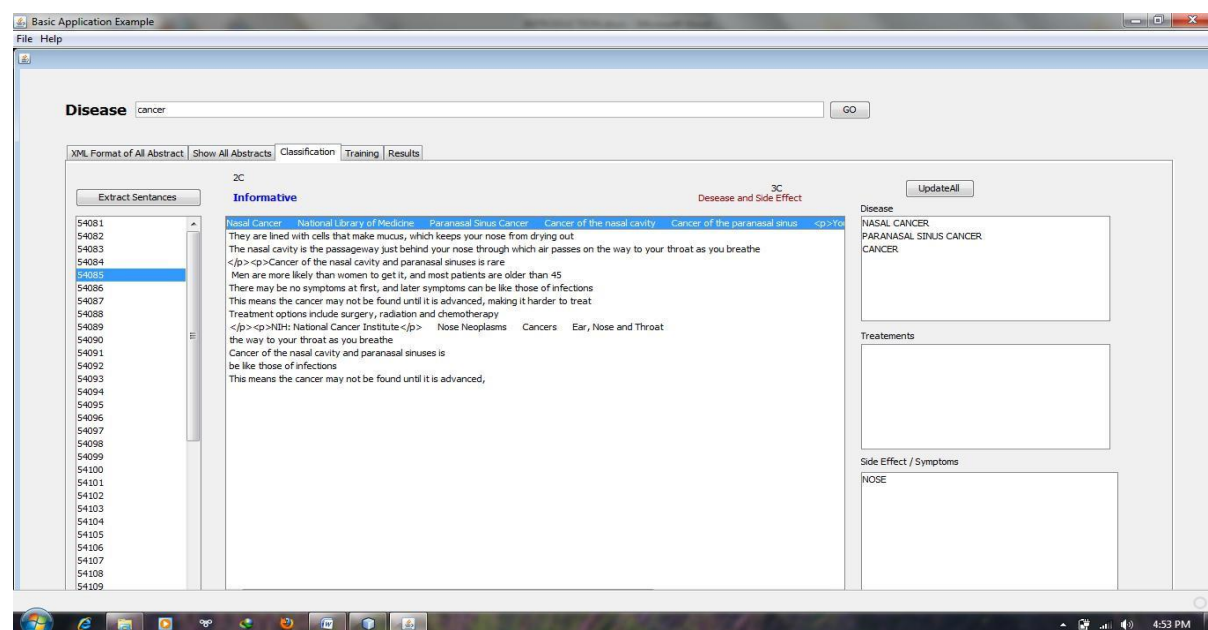 Basic Application Example
File Help
Disease cancer GO
XML Format of All Abstract Show All Abstracts Classification Training Results
2C
3C
Extract Sentances
Informative
Desease and Side Effect
UpdateAll
Disease
54081
54082
54083
54084
54085
54086
54087
54088
54089
54090
54091
54092
54093
54094
54095
54096
54097
54098
54099
54100
54101
54102
54103
54104
54105
54106
54107
54108
54109
Nasal Cancer National Library of Medicine Paranasal Sinus Cancer Cancer of the nasal cavity Cancer of the paranasal sinus <p>Yo
They are lined with cells that make mucus, which keeps your nose from drying out
The nasal cavity is the passageway just behind your nose through which air passes on the way to your throat as you breathe
</p><p>Cancer of the nasal cavity and paranasal sinuses is rare
Men are more likely than women to get it, and most patients are older than 45
There may be no symptoms at first, and later symptoms can be like those of infections
This means the cancer may not be found until it is advanced, making it harder to treat
Treatment options include surgery, radiation and chemotherapy
</p><p>NIH: National Cancer Institute</p> Nose Neoplasms Cancers Ear, Nose and Throat
the way to your throat as you breathe
Cancer of the nasal cavity and paranasal sinuses is
be like those of infections
This means the cancer may not be found until it is advanced,
NASAL CANCER
PARANASAL SINUS CANCER
CANCER
Treatements
Side Effect / Symptoms
NOSE
4:53 PM